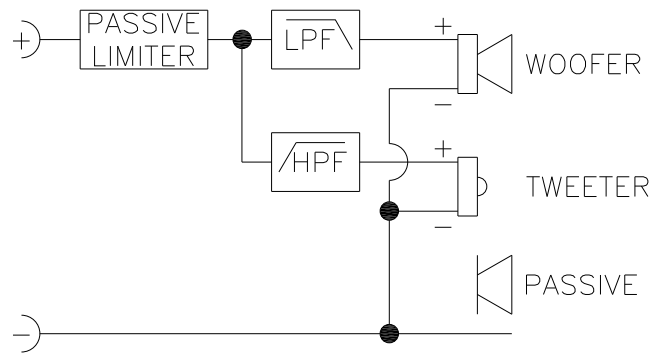 +
PASSIVE
LIMITER
LPF
+
WOOFER
−
HPF
+
TWEETER
−
PASSIVE
−